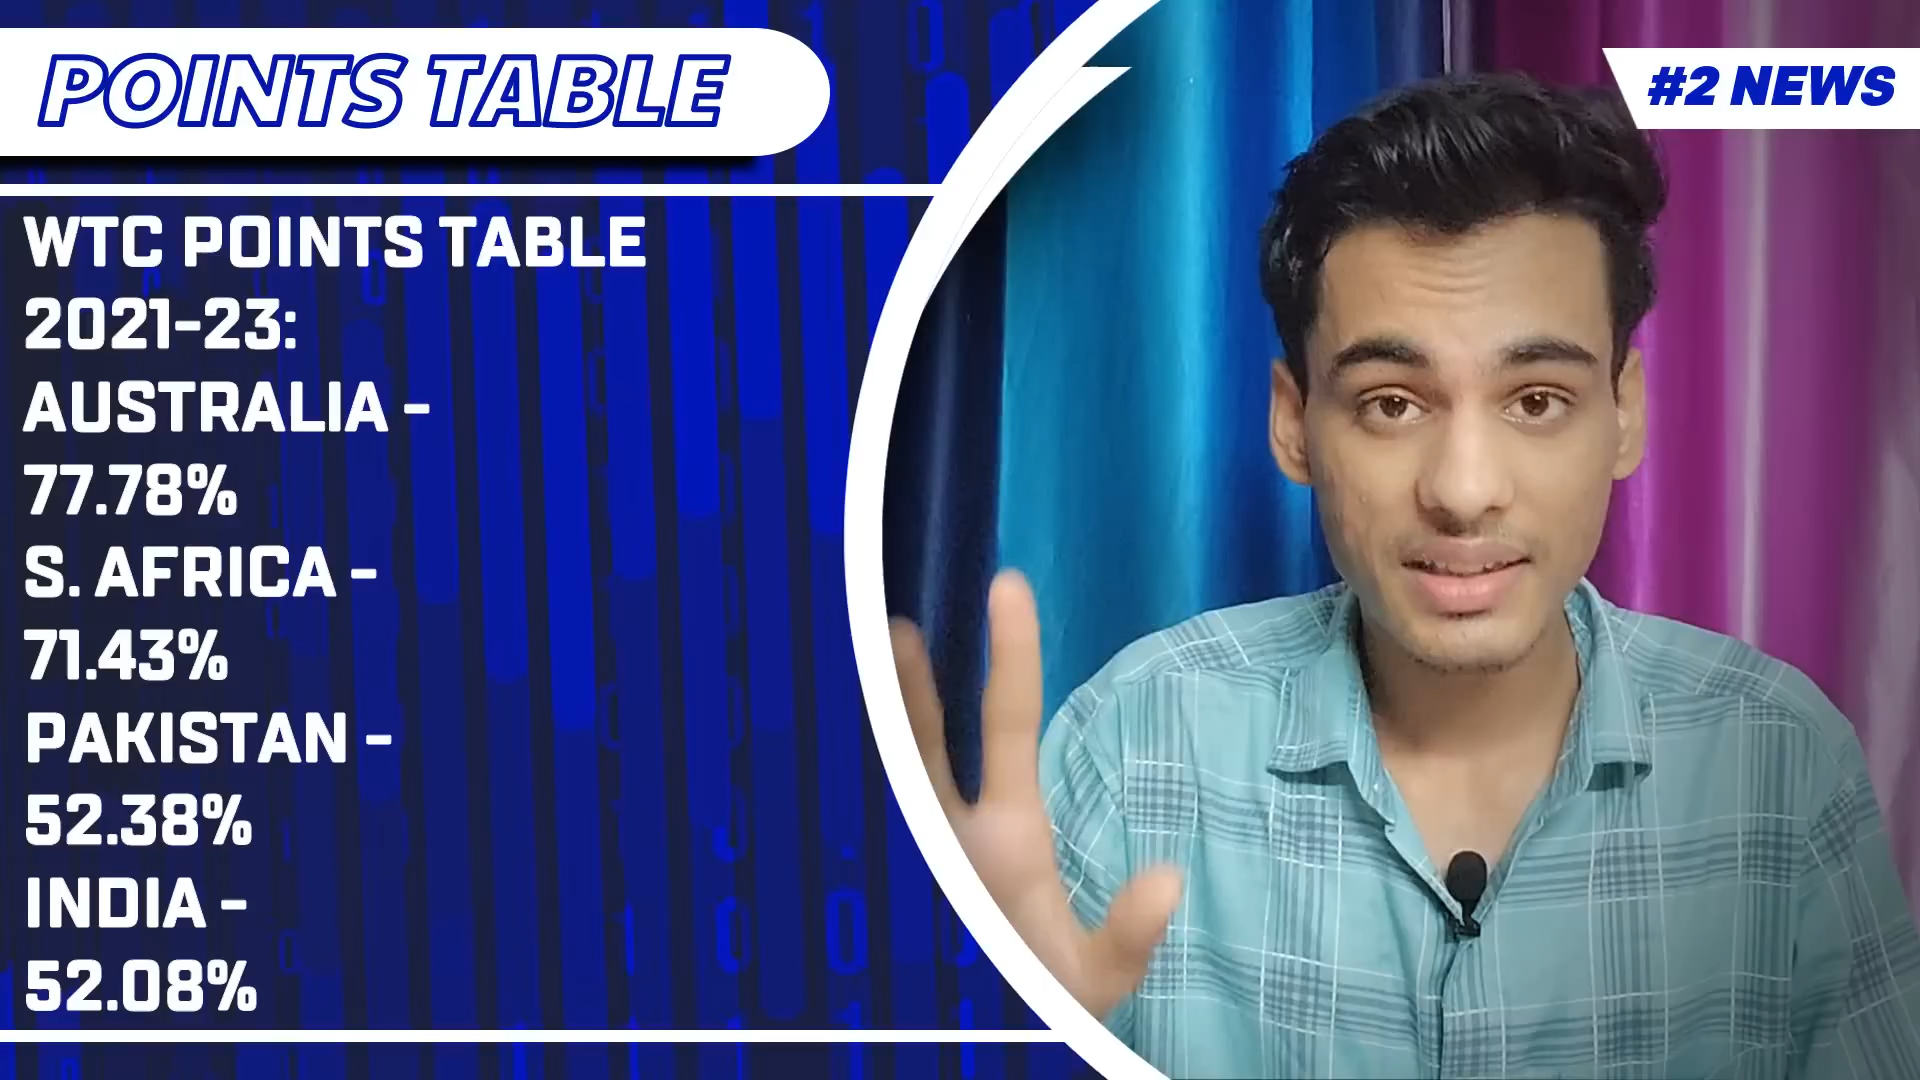 POINTS TABLE
#2 NEWS
WTC POINTS TABLE
2021-23:
AUSTRALIA -
77.78%
S. AFRICA -
71.43%
PAKISTAN -
52.38%
INDIA -
52.08%